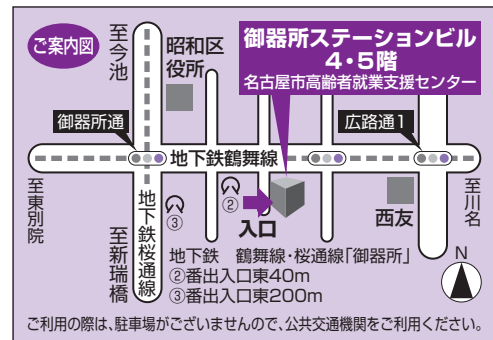 ご案内図
至今池
昭和区
役所
御器所ステーションビル
4・5階
名古屋市高齢者就業支援センター
御器所通
広路通1
地下鉄鶴舞線
至東別院
至新瑞橋
地下鉄桜通線
③
②
入口
西友
至川名
N
地下鉄 鶴舞線・桜通線「御器所」
②番出入口東40m
③番出入口東200m
ご利用の際は、駐車場がございませんので、公共交通機関をご利用ください。